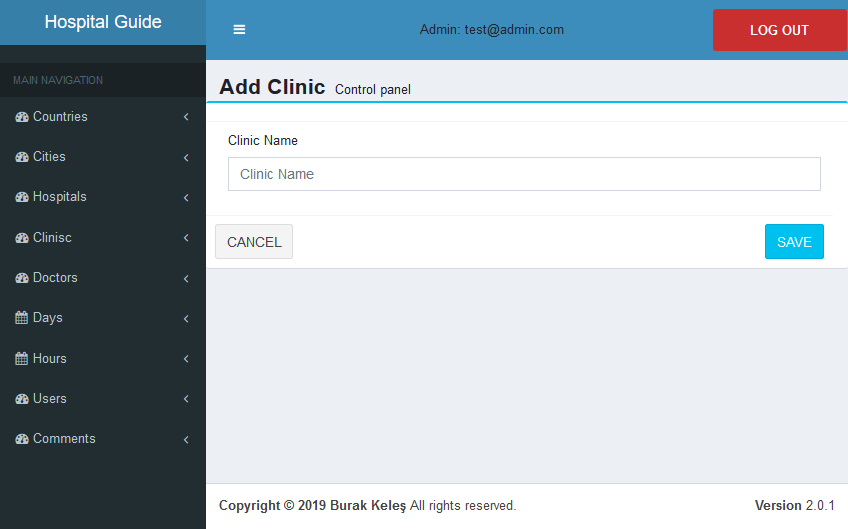 Hospital Guide
Admin: test@admin.com
LOG OUT
MAIN NAVIGATION
Countries
Cities
Hospitals
Clinisc
Doctors
Days
Hours
Users
Comments
Add Clinic Control panel
Clinic Name
Clinic Name
CANCEL
SAVE
Copyright © 2019 Burak Keleş All rights reserved.
Version 2.0.1